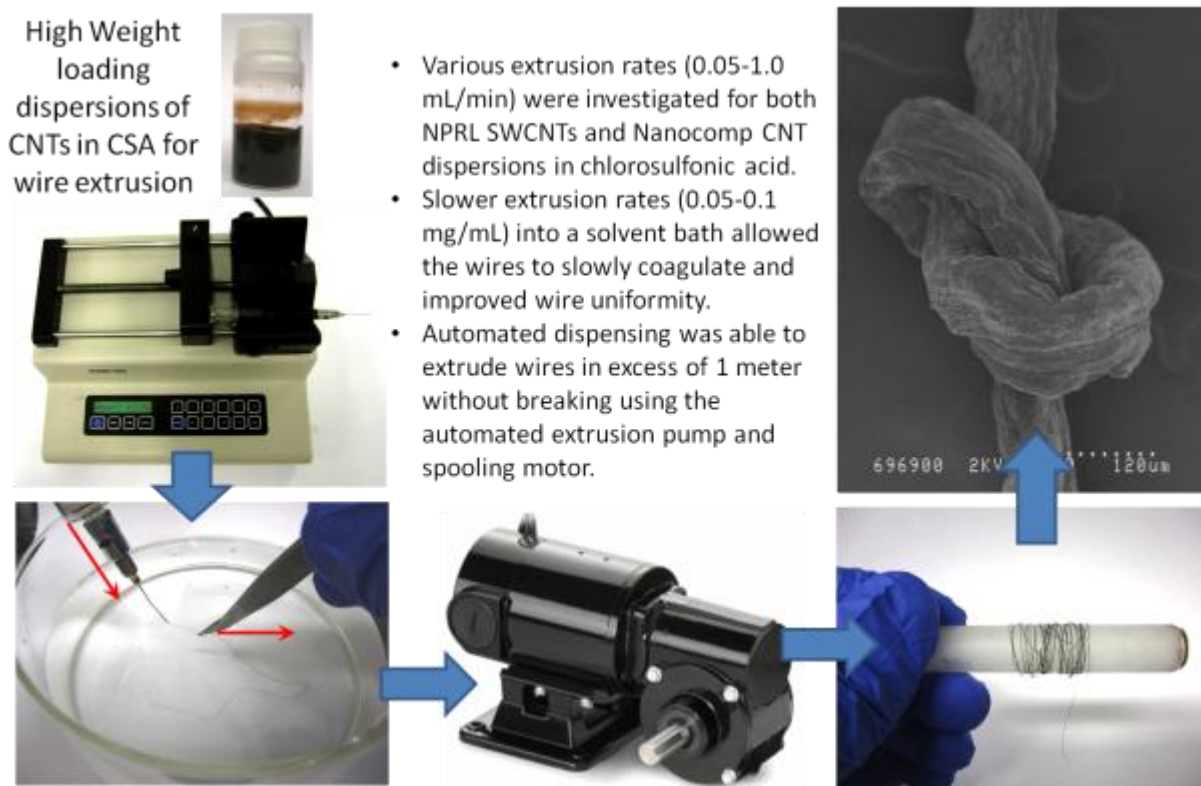 High Weight
loading
dispersions of
CNTs in CSA for
wire extrusion
• Various extrusion rates (0.05-1.0
mL/min) were investigated for both
NPRL SWCNTs and Nanocomp CNT
dispersions in chlorosulfonic acid.
• Slower extrusion rates (0.05-0.1
mg/mL) into a solvent bath allowed
the wires to slowly coagulate and
improved wire uniformity.
• Automated dispensing was able to
extrude wires in excess of 1 meter
without breaking using the
automated extrusion pump and
spooling motor.
696900 2KV 120um